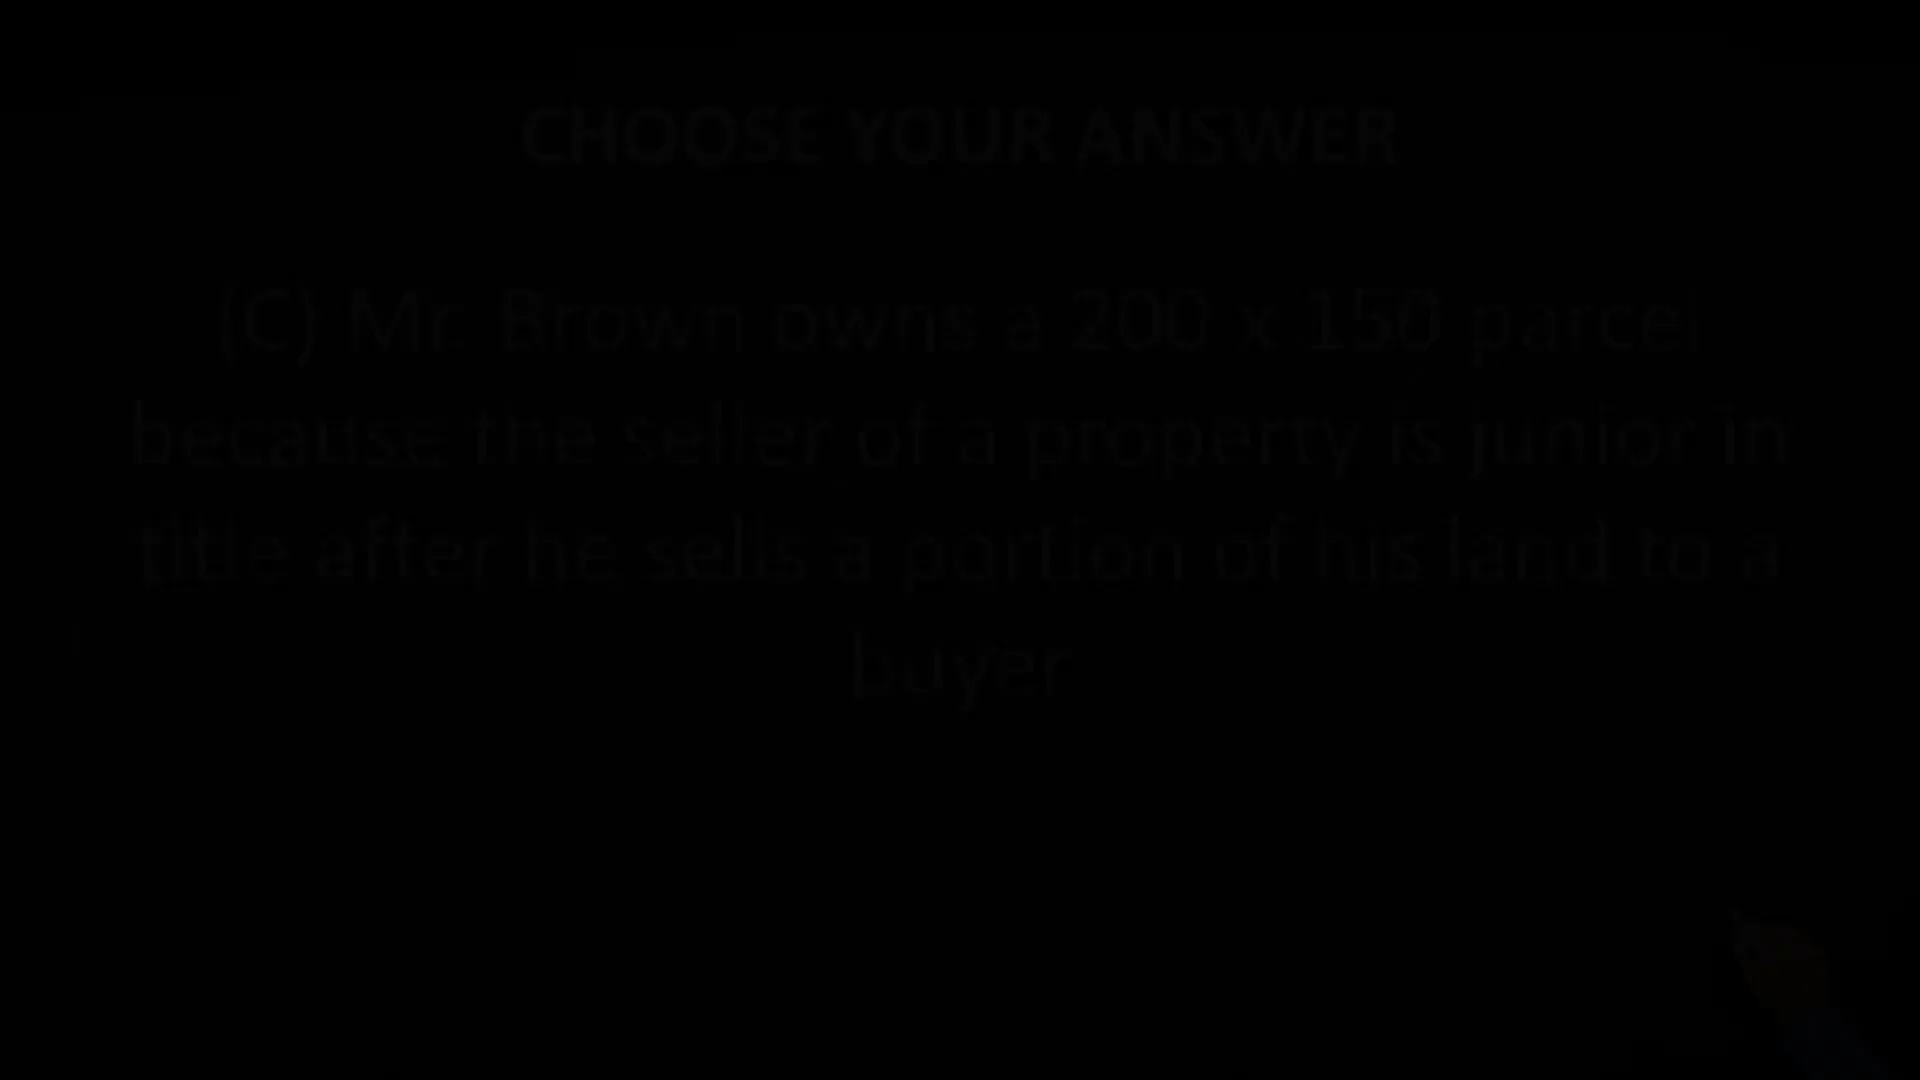 CHOOSE YOUR ANSWER
(C) Mr. Brown owns a 200 x 150 parcel
because the seller of a property is junior in
title after he sells a portion of his land to a
buyer